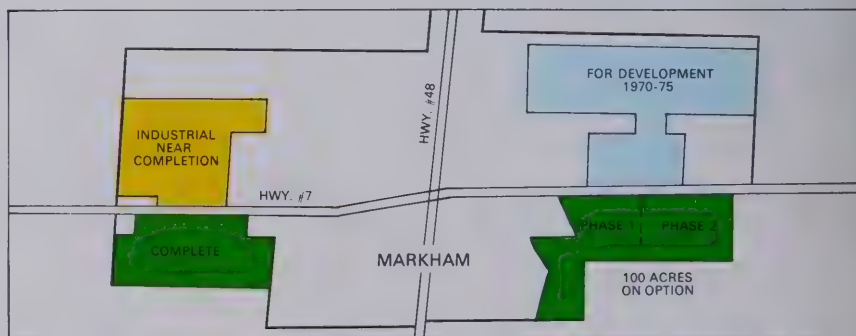 HWY. #48
FOR DEVELOPMENT
1970-75
INDUSTRIAL
NEAR
COMPLETION
HWY. #7
COMPLETE
PHASE 1
PHASE 2
MARKHAM
100 ACRES
ON OPTION